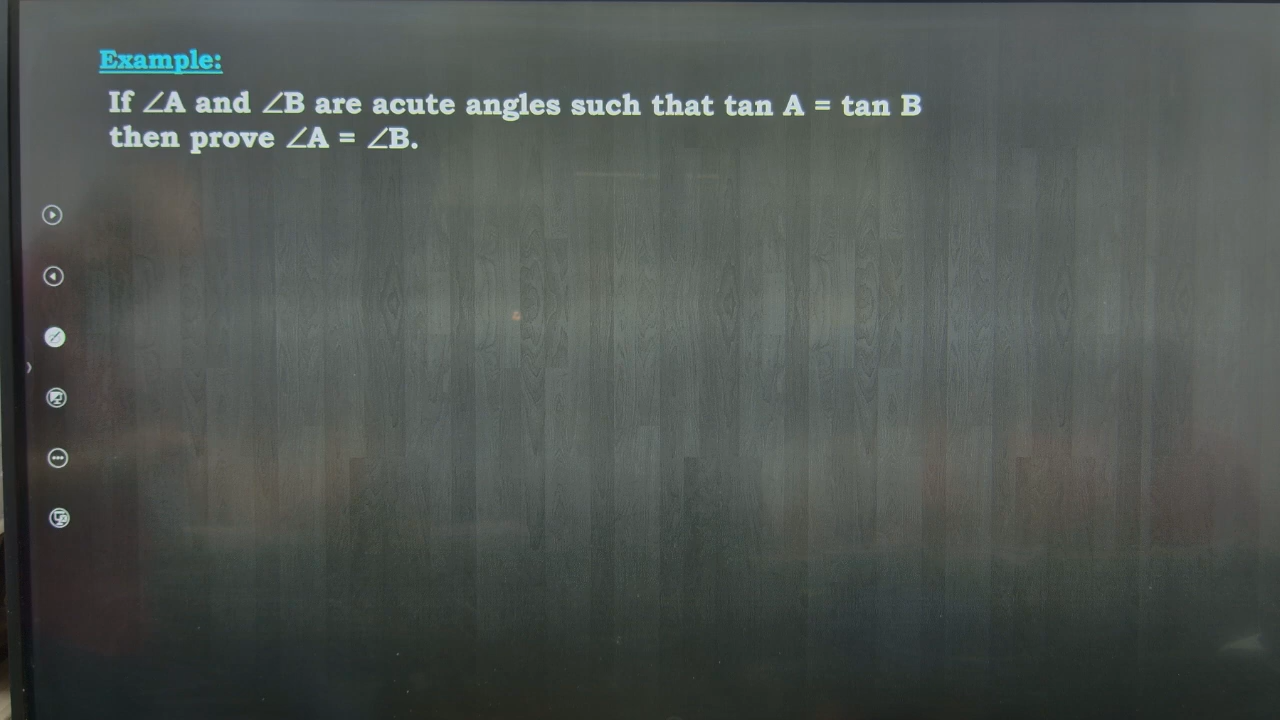 Example:
If ∠A and ∠B are acute angles such that tan A = tan B
then prove ∠A = ∠B.